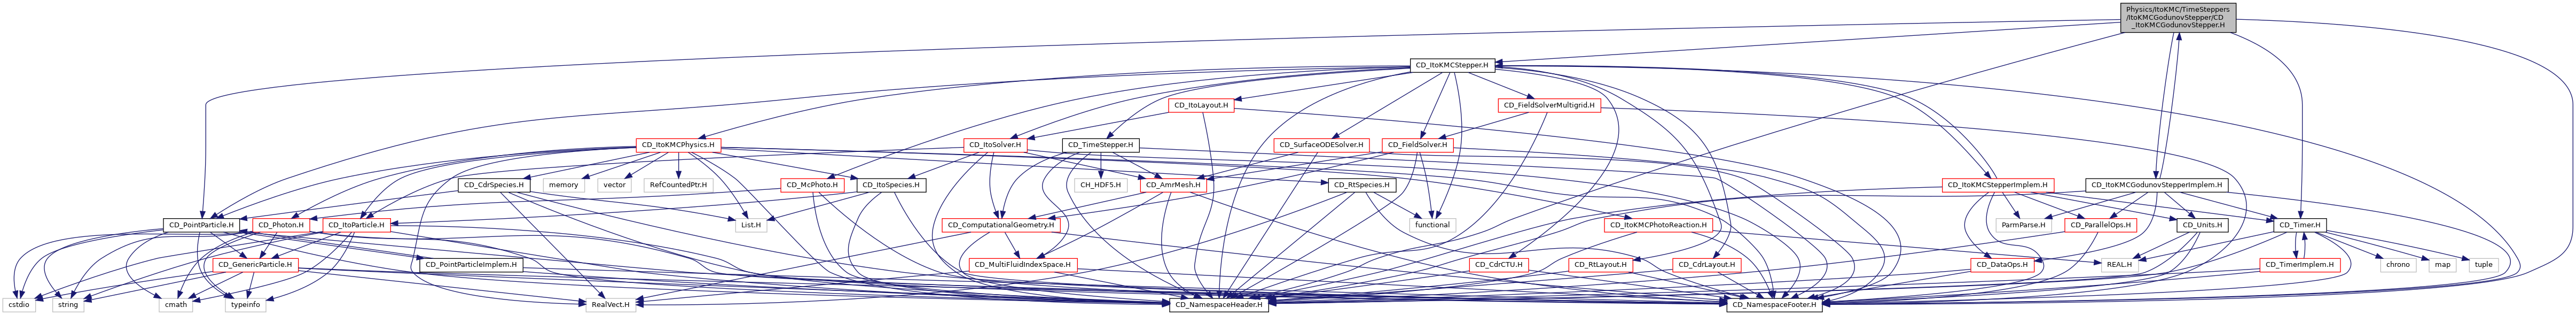 Physics/ItoKMC/TimeSteppers
/ItoKMCGodunovStepper/CD
_ItoKMCGodunovStepper.H
CD_ItoKMCStepper.H
CD_ItoLayout.H
CD_FieldSolverMultigrid.H
CD_ItoKMCPhysics.H
CD_ItoSolver.H
CD_TimeStepper.H
CD_SurfaceODESolver.H
CD_FieldSolver.H
CD_CdrSpecies.H
memory
vector
RefCountedPtr.H
CD_McPhoto.H
CD_ItoSpecies.H
CH_HDF5.H
CD_AmrMesh.H
CD_RtSpecies.H
CD_ItoKMCStepperImplem.H
CD_ItoKMCGodunovStepperImplem.H
CD_PointParticle.H
CD_Photon.H
CD_ItoParticle.H
List.H
CD_ComputationalGeometry.H
functional
CD_ItoKMCPhotoReaction.H
ParmParse.H
CD_ParallelOps.H
CD_Units.H
CD_Timer.H
CD_GenericParticle.H
CD_PointParticleImplem.H
CD_MultiFluidIndexSpace.H
CD_CdrCTU.H
CD_RtLayout.H
CD_CdrLayout.H
CD_DataOps.H
REAL.H
CD_TimerImplem.H
chrono
map
tuple
cstdio
string
cmath
typeinfo
RealVect.H
CD_NamespaceHeader.H
CD_NamespaceFooter.H